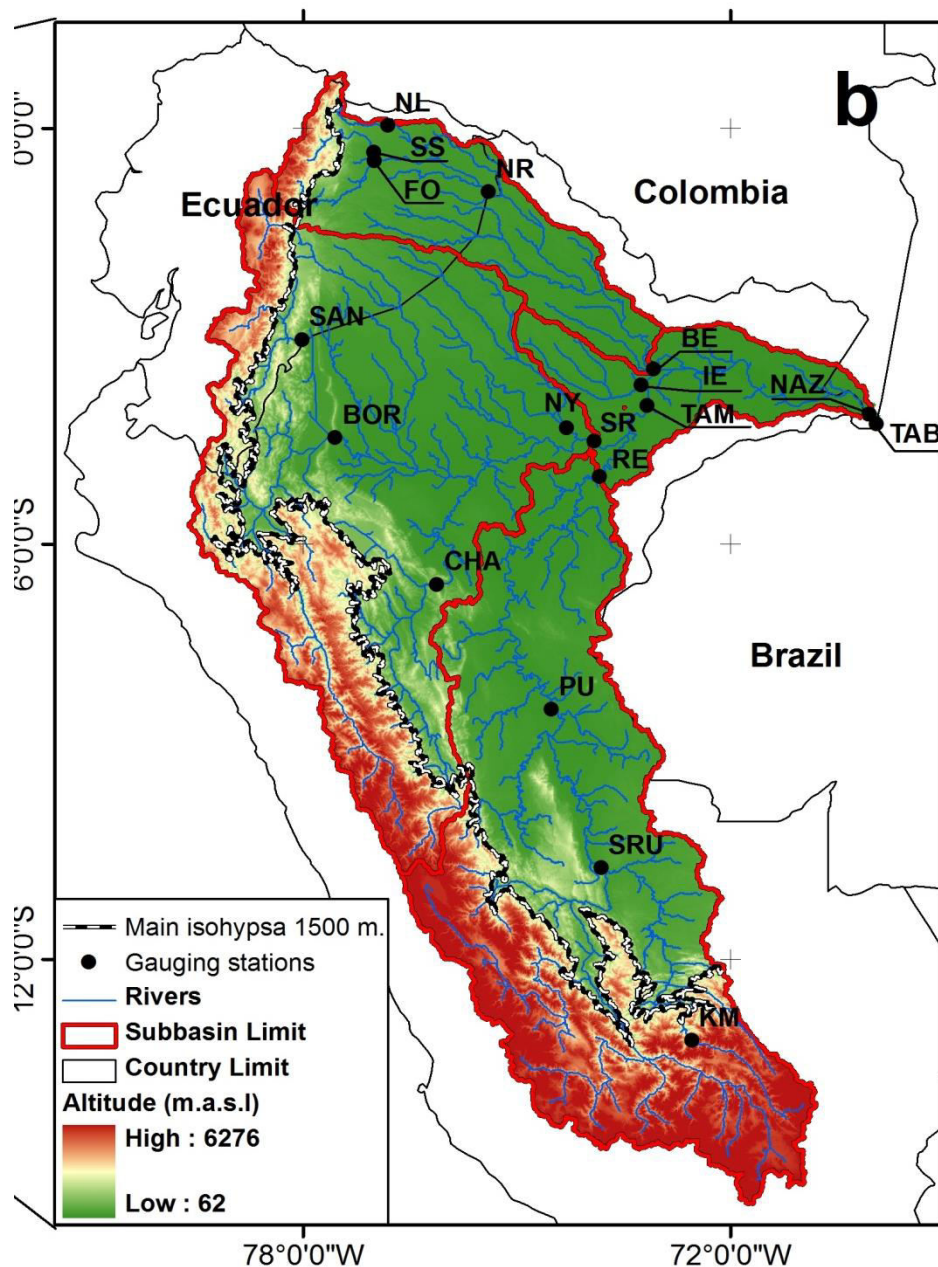 b
NL
0°0'0"
SS
NR
FO
Colombia
Ecuador
SAN
BE
IE
NAZ
NY
TAM
BOR
SR
TAB
RE
6°0'0"S
CHA
Brazil
PU
SRU
12°0'0"S
KM
Main isohypsa 1500 m.
Gauging stations
Rivers
Subbasin Limit
Country Limit
Altitude (m.a.s.l)
High : 6276
Low : 62
78°0'0"W
72°0'0"W